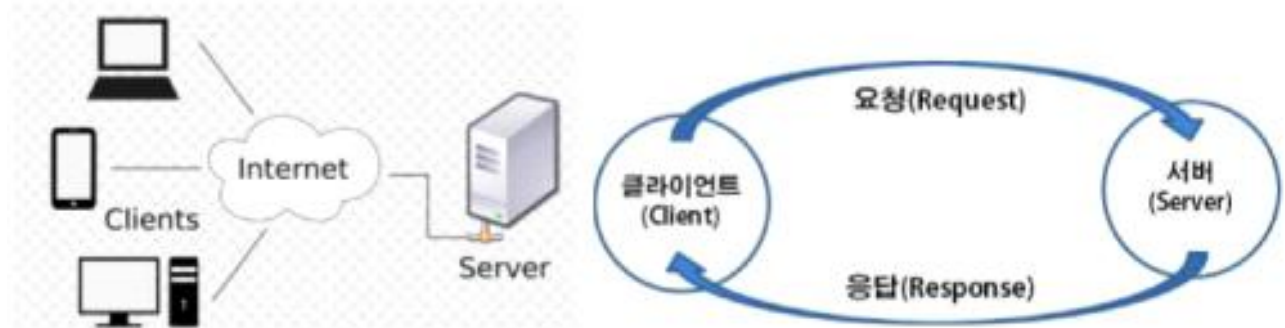 Internet
Clients
Server
요청(Request)
클라이언트
(Client)
서버
(Server)
응답(Response)